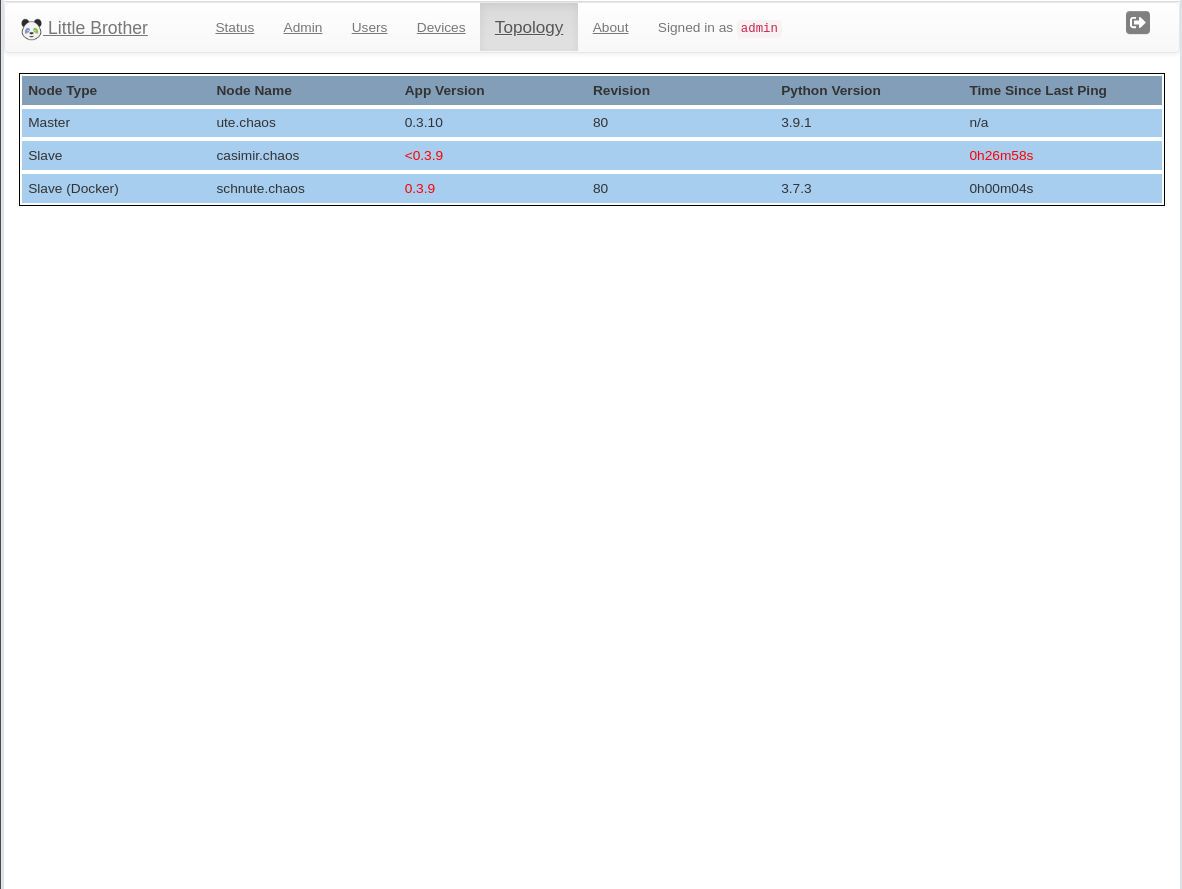 Little Brother Status Admin Users Devices Topology About Signed in as admin
Node Type Node Name App Version Revision Python Version Time Since Last Ping
Master ute.chaos 0.3.10 80 3.9.1 n/a
Slave casimir.chaos <0.3.9 0h26m58s
Slave (Docker) schnute.chaos 0.3.9 80 3.7.3 0h00m04s